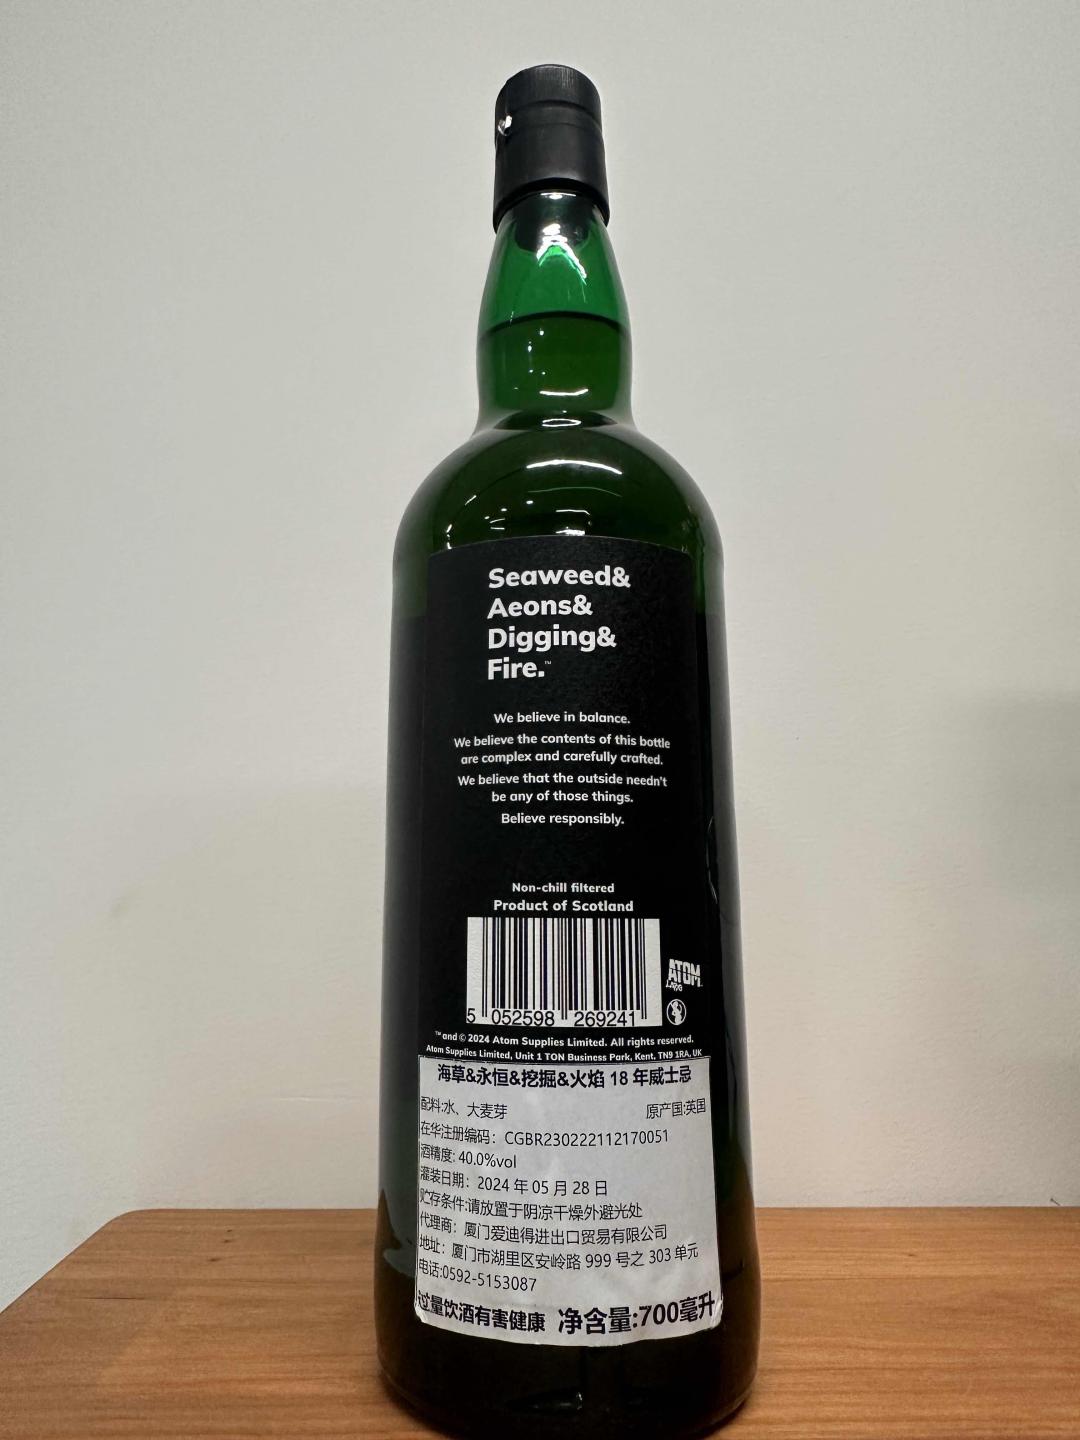 Seaweed&
Aeons&
Digging&
Fire.™
We believe in balance.
We believe the contents of this bottle
are complex and carefully crafted.
We believe that the outside needn't
be any of those things.
Believe responsibly.
Non-chill filtered
Product of Scotland
5 052598 269241
ATOM
LABS
™ and © 2024 Atom Supplies Limited. All rights reserved.
Atom Supplies Limited, Unit 1 TON Business Park, Kent, TN9 1RA, UK
海草&永恒&挖掘&火焰 18 年威士忌
配料:水、大麦芽 原产国:英国
在华注册编码：CGBR230222112170051
酒精度: 40.0%vol
灌装日期：2024 年 05 月 28 日
贮存条件:请放置于阴凉干燥外避光处
代理商：厦门爱迪得进出口贸易有限公司
地址：厦门市湖里区安岭路 999 号之 303 单元
电话:0592-5153087
过量饮酒有害健康 净含量:700毫升